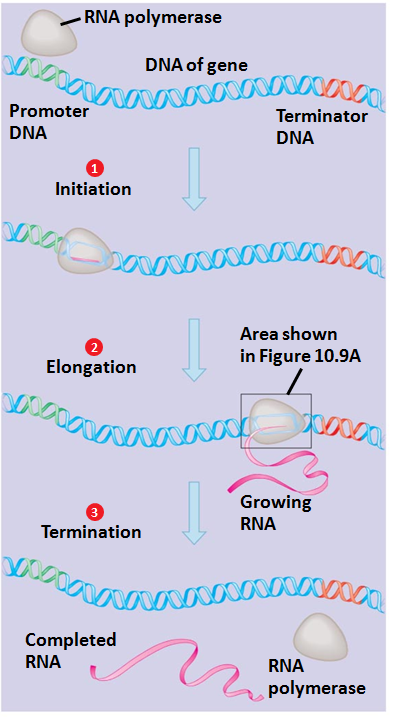 RNA polymerase
DNA of gene
Promoter
DNA
Terminator
DNA
1
Initiation
2
Elongation
Area shown
in Figure 10.9A
Growing
RNA
3
Termination
Completed
RNA
RNA
polymerase